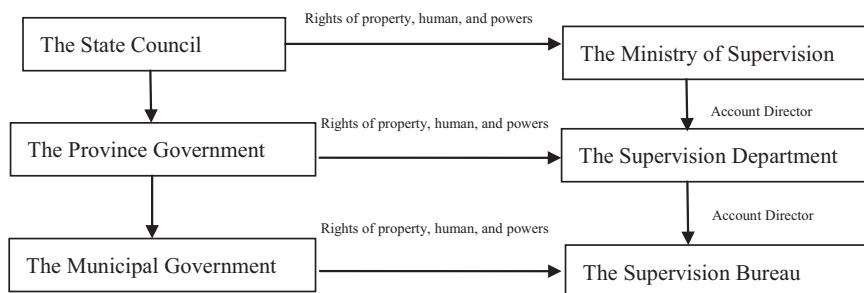 Rights of property, human, and powers
The State Council
The Ministry of Supervision
Account Director
Rights of property, human, and powers
The Province Government
The Supervision Department
Account Director
Rights of property, human, and powers
The Municipal Government
The Supervision Bureau